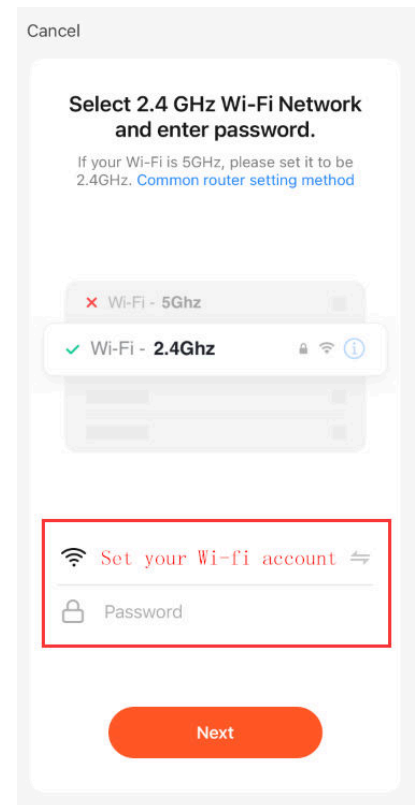 Cancel
Select 2.4 GHz Wi-Fi Network
and enter password.
If your Wi-Fi is 5GHz, please set it to be
2.4GHz. Common router setting method
Wi-Fi - 5Ghz
Wi-Fi - 2.4Ghz
Set your Wi-fi account
Password
Next